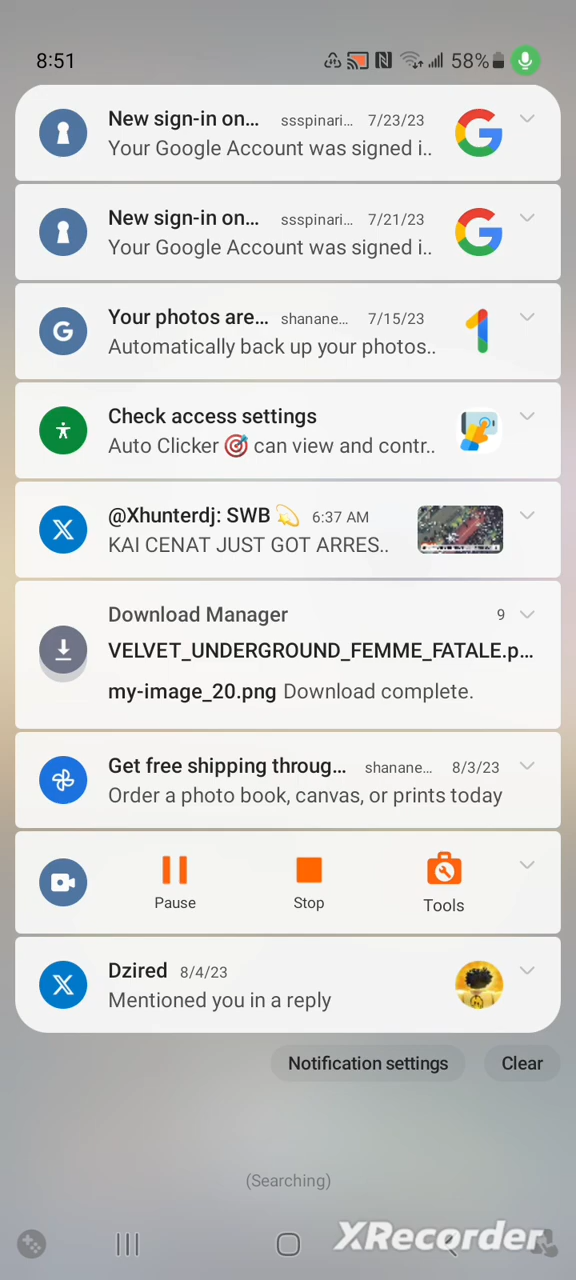 8:51
58%
New sign-in on... ssspinari... 7/23/23
Your Google Account was signed i..
New sign-in on... ssspinari... 7/21/23
Your Google Account was signed i..
Your photos are... shanane... 7/15/23
Automatically back up your photos..
Check access settings
Auto Clicker 🎯 can view and contr..
@Xhunterdj: SWB 💫 6:37 AM
KAI CENAT JUST GOT ARRES..
Download Manager 9
VELVET_UNDERGROUND_FEMME_FATALE.p...
my-image_20.png Download complete.
Get free shipping throug... shanane... 8/3/23
Order a photo book, canvas, or prints today
Pause Stop Tools
Dzired 8/4/23
Mentioned you in a reply
Notification settings Clear
(Searching)
XRecorder